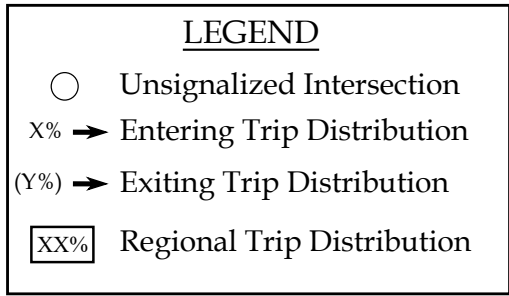 LEGEND
Unsignalized Intersection
X% Entering Trip Distribution
(Y%) Exiting Trip Distribution
XX% Regional Trip Distribution